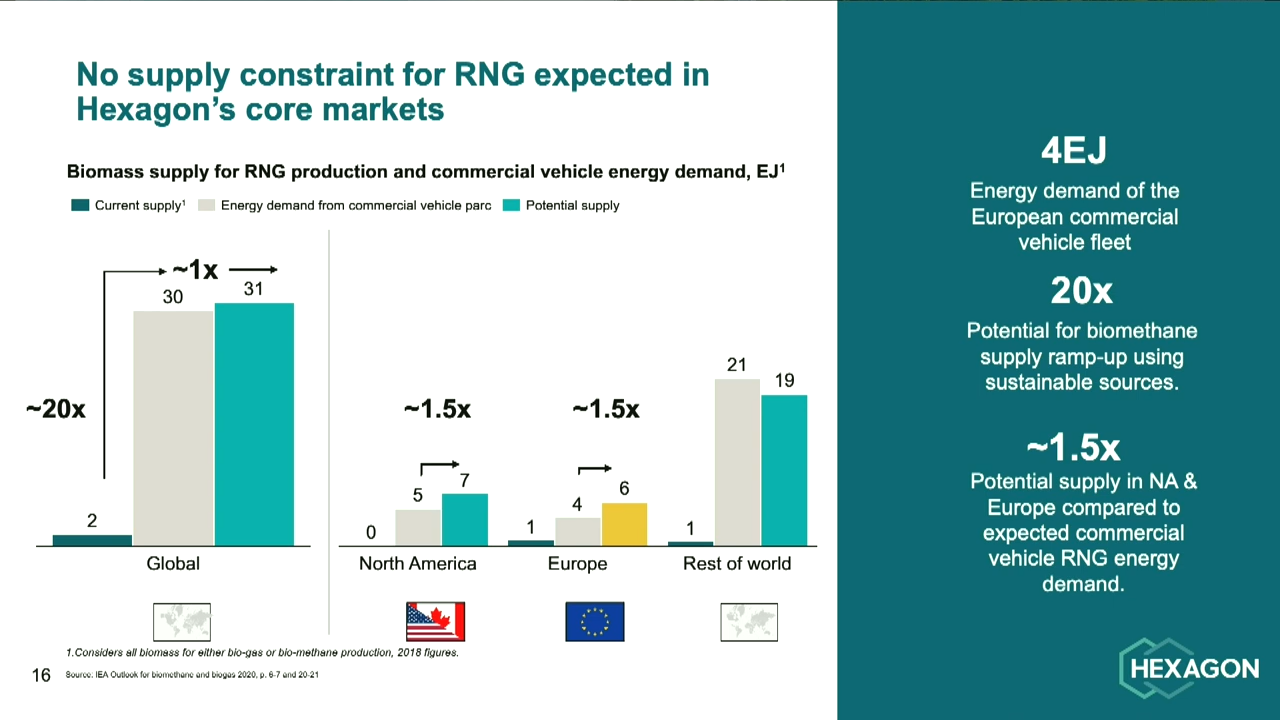 No supply constraint for RNG expected in
Hexagon's core markets
Biomass supply for RNG production and commercial vehicle energy demand, EJ¹
Current supply¹
Energy demand from commercial vehicle parc
Potential supply
~1x
30
31
~20x
2
Global
~1.5x
0
5
7
North America
~1.5x
1
4
6
Europe
1
21
19
Rest of world
1.Considers all biomass for either bio-gas or bio-methane production, 2018 figures.
16
Source: IEA Outlook for biomethane and biogas 2020, p. 6-7 and 20-21
4EJ
Energy demand of the
European commercial
vehicle fleet
20x
Potential for biomethane
supply ramp-up using
sustainable sources.
~1.5x
Potential supply in NA &
Europe compared to
expected commercial
vehicle RNG energy
demand.
HEXAGON